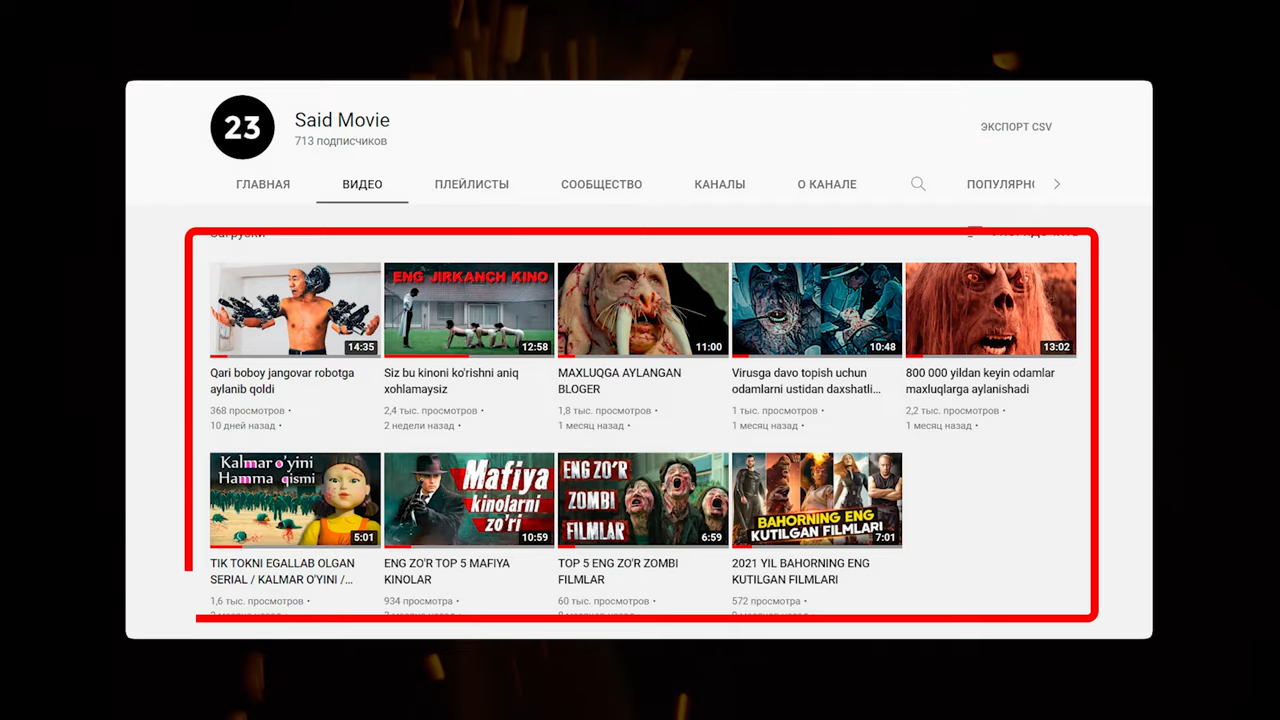 23
Said Movie
713 подписчиков
ЭКСПОРТ CSV
ГЛАВНАЯ ВИДЕО ПЛЕЙЛИСТЫ СООБЩЕСТВО КАНАЛЫ О КАНАЛЕ ПОПУЛЯРНО
14:35
ENG JIRKANCH KINO
12:58
11:00
10:48
13:02
Qari boboy jangovar robotga
aylanib qoldi
368 просмотров •
10 дней назад •
Siz bu kinoni ko'rishni aniq
xohlamaysiz
2,4 тыс. просмотров •
2 недели назад •
MAXLUQGA AYLANGAN
BLOGER
1,8 тыс. просмотров •
1 месяц назад •
Virusga davo topish uchun
odamlarni ustidan daxshatli...
1 тыс. просмотров •
1 месяц назад •
800 000 yildan keyin odamlar
maxluqlarga aylanishadi
2,2 тыс. просмотров •
1 месяц назад •
Kalmar o'yini
Hamma qismi
5:01
Mafiya
kinolarni
zo'ri
10:59
ENG ZO'R
ZOMBI
FILMLAR
6:59
BAHORNING ENG
KUTILGAN FILMLARI
7:01
TIK TOKNI EGALLAB OLGAN
SERIAL / KALMAR O'YINI /...
1,6 тыс. просмотров •
ENG ZO'R TOP 5 MAFIYA
KINOLAR
934 просмотра •
TOP 5 ENG ZO'R ZOMBI
FILMLAR
60 тыс. просмотров •
2021 YIL BAHORNING ENG
KUTILGAN FILMLARI
572 просмотра •